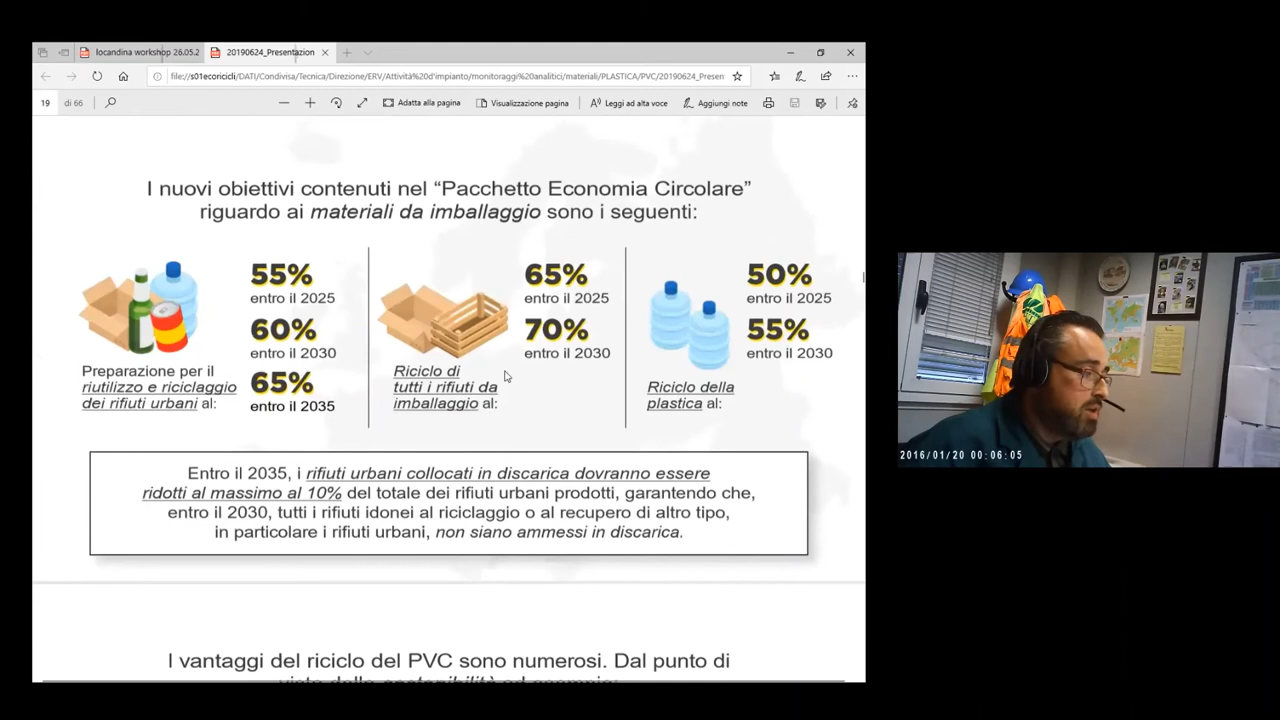 locandina workshop 26.05.2
20190624_Presentazion
file://s01ecoricicli/DATI/Condivisa/Tecnica/Direzione/ERV/Attività%20d'impianto/monitoraggi%20analitici/materiali/PLASTICA/PVC/20190624_Presen
19 di 66
Adatta alla pagina
Visualizzazione pagina
Leggi ad alta voce
Aggiungi note
I nuovi obiettivi contenuti nel “Pacchetto Economia Circolare”
riguardo ai materiali da imballaggio sono i seguenti:
55%
entro il 2025
60%
entro il 2030
65%
entro il 2035
Preparazione per il
riutilizzo e riciclaggio
dei rifiuti urbani al:
65%
entro il 2025
70%
entro il 2030
Riciclo di
tutti i rifiuti da
imballaggio al:
50%
entro il 2025
55%
entro il 2030
Riciclo della
plastica al:
Entro il 2035, i rifiuti urbani collocati in discarica dovranno essere
ridotti al massimo al 10% del totale dei rifiuti urbani prodotti, garantendo che,
entro il 2030, tutti i rifiuti idonei al riciclaggio o al recupero di altro tipo,
in particolare i rifiuti urbani, non siano ammessi in discarica.
I vantaggi del riciclo del PVC sono numerosi. Dal punto di
2016/01/20 00:06:05